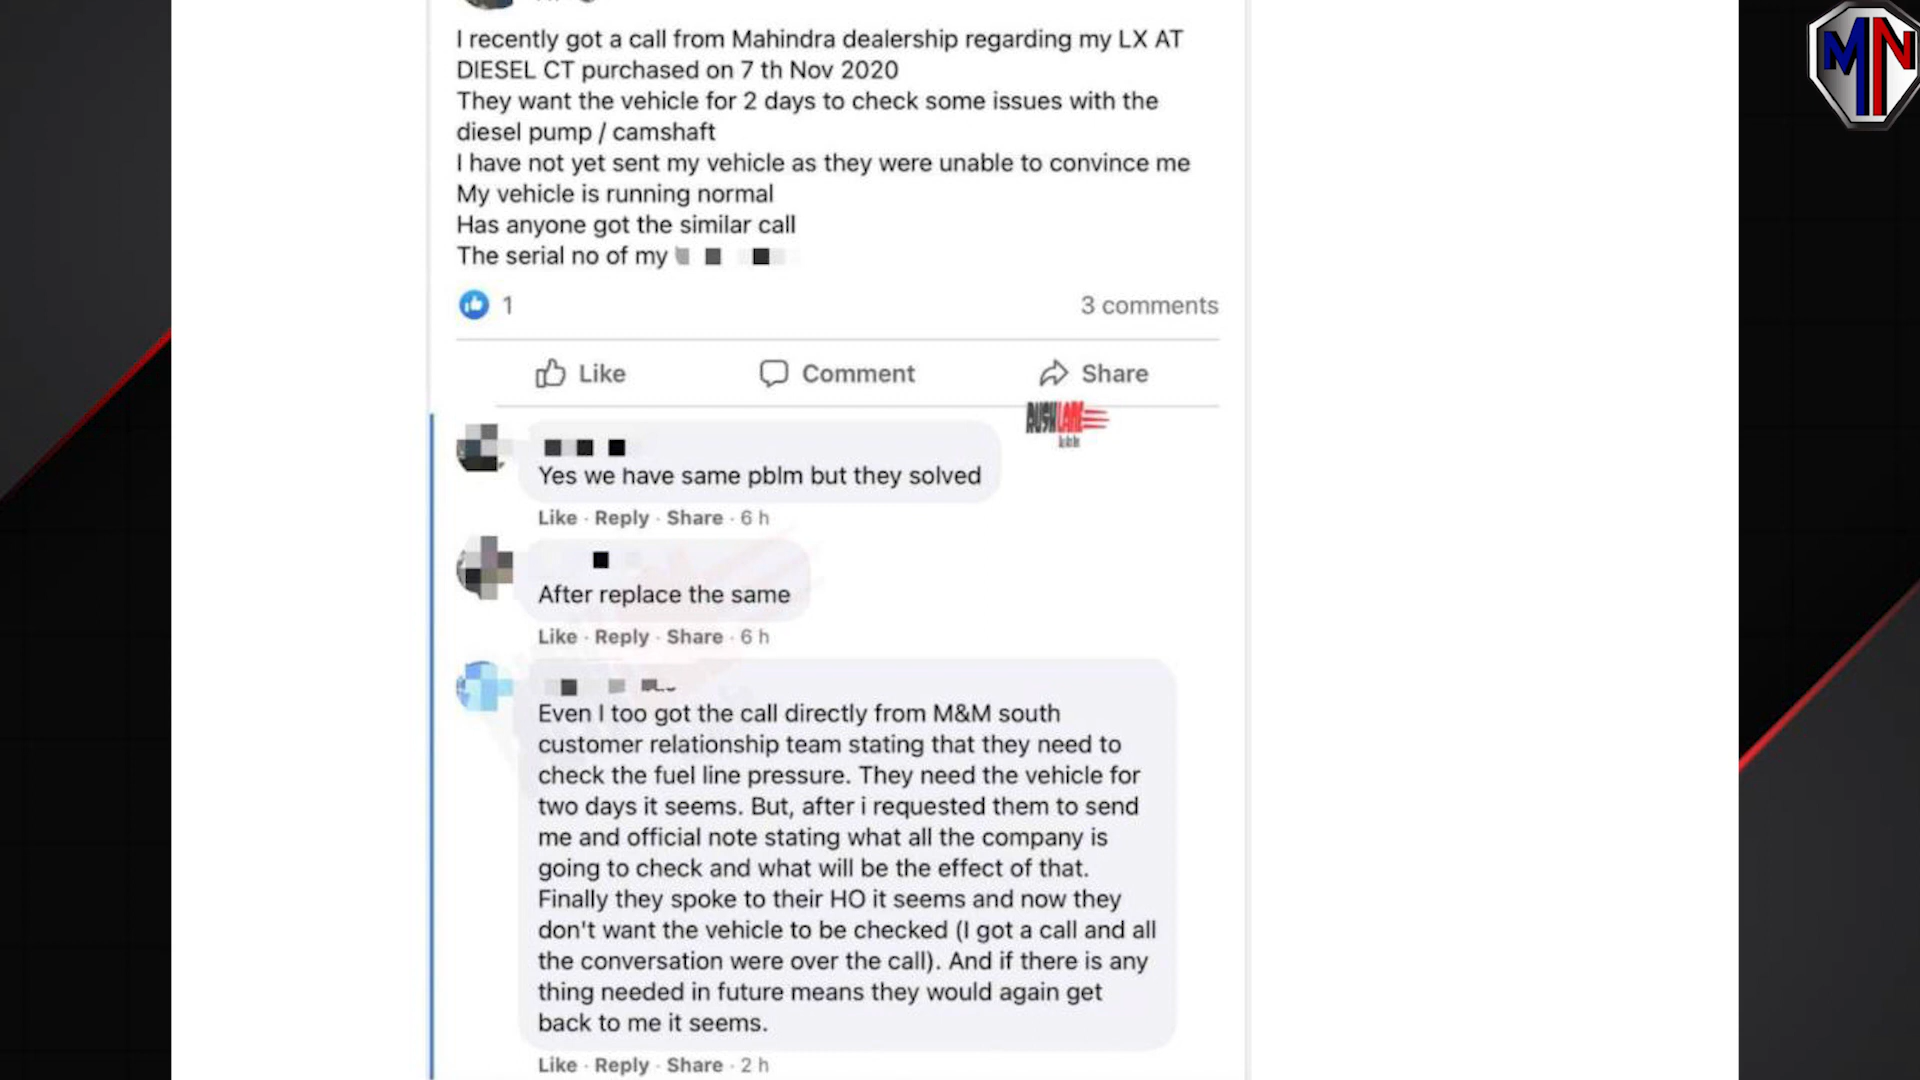 MN
I recently got a call from Mahindra dealership regarding my LX AT
DIESEL CT purchased on 7 th Nov 2020
They want the vehicle for 2 days to check some issues with the
diesel pump / camshaft
I have not yet sent my vehicle as they were unable to convince me
My vehicle is running normal
Has anyone got the similar call
The serial no of my
1
3 comments
Like
Comment
Share
RUSHLANE
Yes we have same pblm but they solved
Like · Reply · Share · 6 h
After replace the same
Like · Reply · Share · 6 h
Even I too got the call directly from M&M south
customer relationship team stating that they need to
check the fuel line pressure. They need the vehicle for
two days it seems. But, after i requested them to send
me and official note stating what all the company is
going to check and what will be the effect of that.
Finally they spoke to their HO it seems and now they
don't want the vehicle to be checked (I got a call and all
the conversation were over the call). And if there is any
thing needed in future means they would again get
back to me it seems.
Like · Reply · Share · 2 h